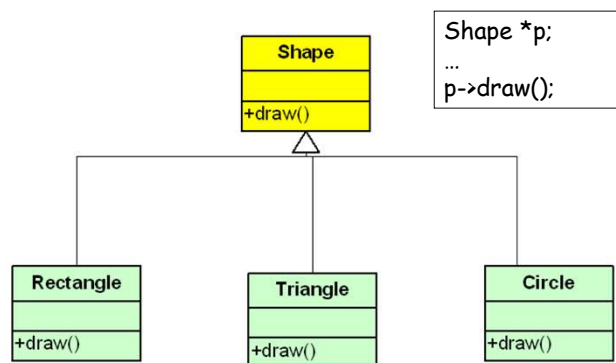 Shape
+draw()
Shape *p;
…
p->draw();
Rectangle
+draw()
Triangle
+draw()
Circle
+draw()